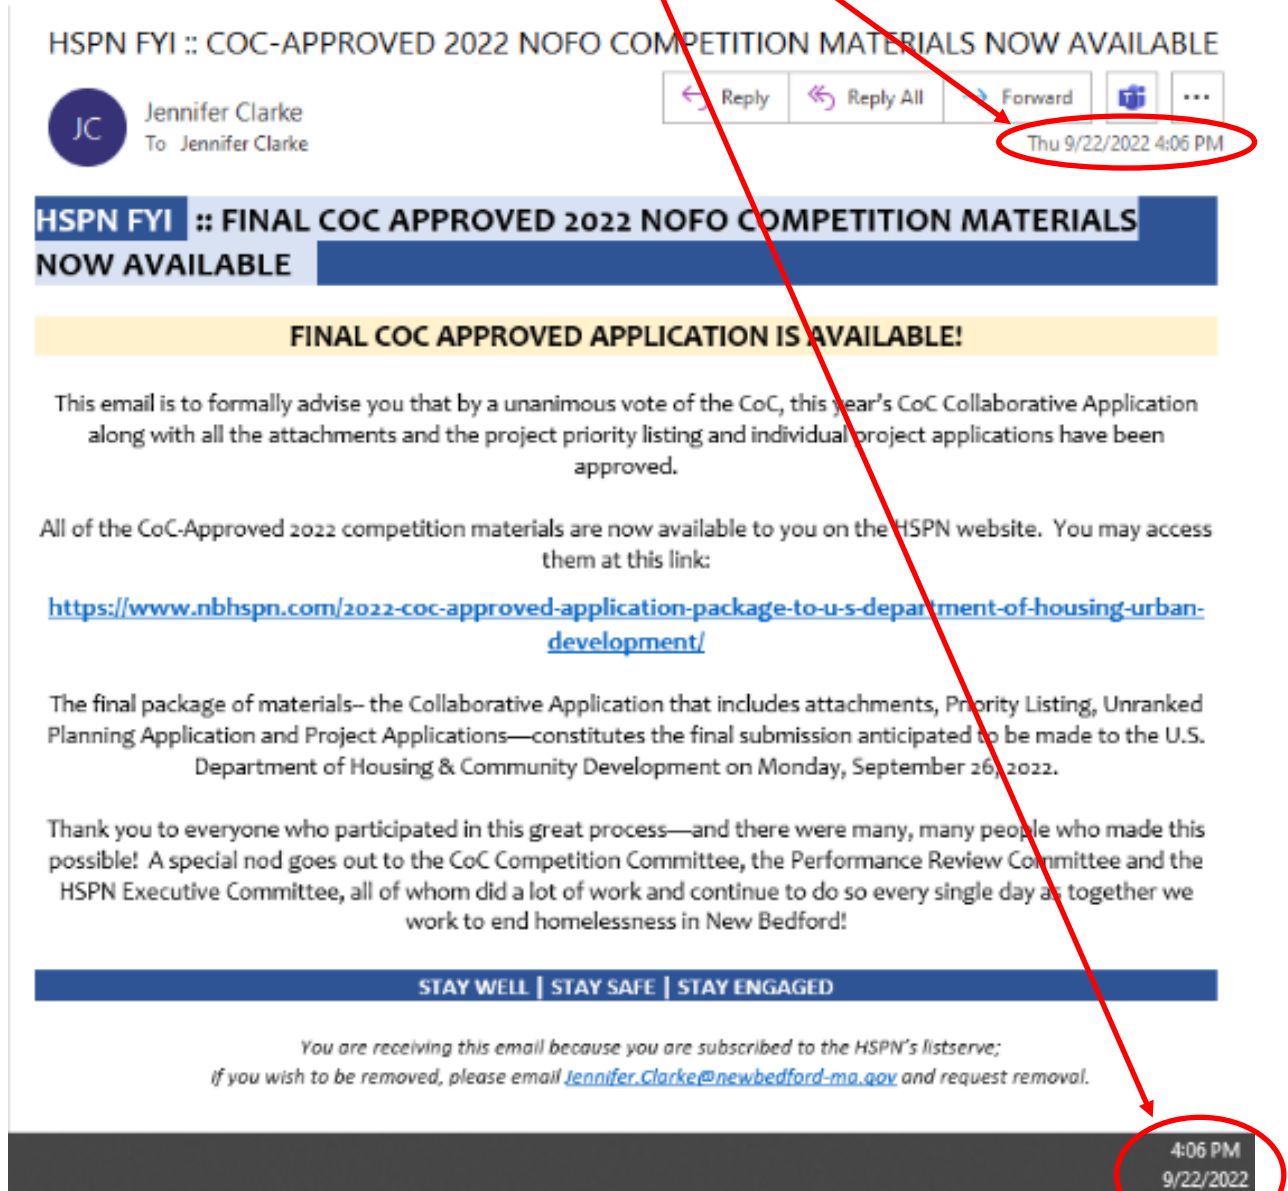 HSPN FYI :: COC-APPROVED 2022 NOFO COMPETITION MATERIALS NOW AVAILABLE
Reply
Reply All
Forward
JC
Jennifer Clarke
To Jennifer Clarke
Thu 9/22/2022 4:06 PM
HSPN FYI :: FINAL COC APPROVED 2022 NOFO COMPETITION MATERIALS
NOW AVAILABLE
FINAL COC APPROVED APPLICATION IS AVAILABLE!
This email is to formally advise you that by a unanimous vote of the CoC, this year's CoC Collaborative Application
along with all the attachments and the project priority listing and individual project applications have been
approved.
All of the CoC-Approved 2022 competition materials are now available to you on the HSPN website. You may access
them at this link:
https://www.nbhspn.com/2022-coc-approved-application-package-to-u-s-department-of-housing-urban-
development/
The final package of materials– the Collaborative Application that includes attachments, Priority Listing, Unranked
Planning Application and Project Applications—constitutes the final submission anticipated to be made to the U.S.
Department of Housing & Community Development on Monday, September 26, 2022.
Thank you to everyone who participated in this great process—and there were many, many people who made this
possible! A special nod goes out to the CoC Competition Committee, the Performance Review Committee and the
HSPN Executive Committee, all of whom did a lot of work and continue to do so every single day as together we
work to end homelessness in New Bedford!
STAY WELL | STAY SAFE | STAY ENGAGED
You are receiving this email because you are subscribed to the HSPN's listserve;
if you wish to be removed, please email Jennifer.Clarke@newbedford-ma.gov and request removal.
4:06 PM
9/22/2022